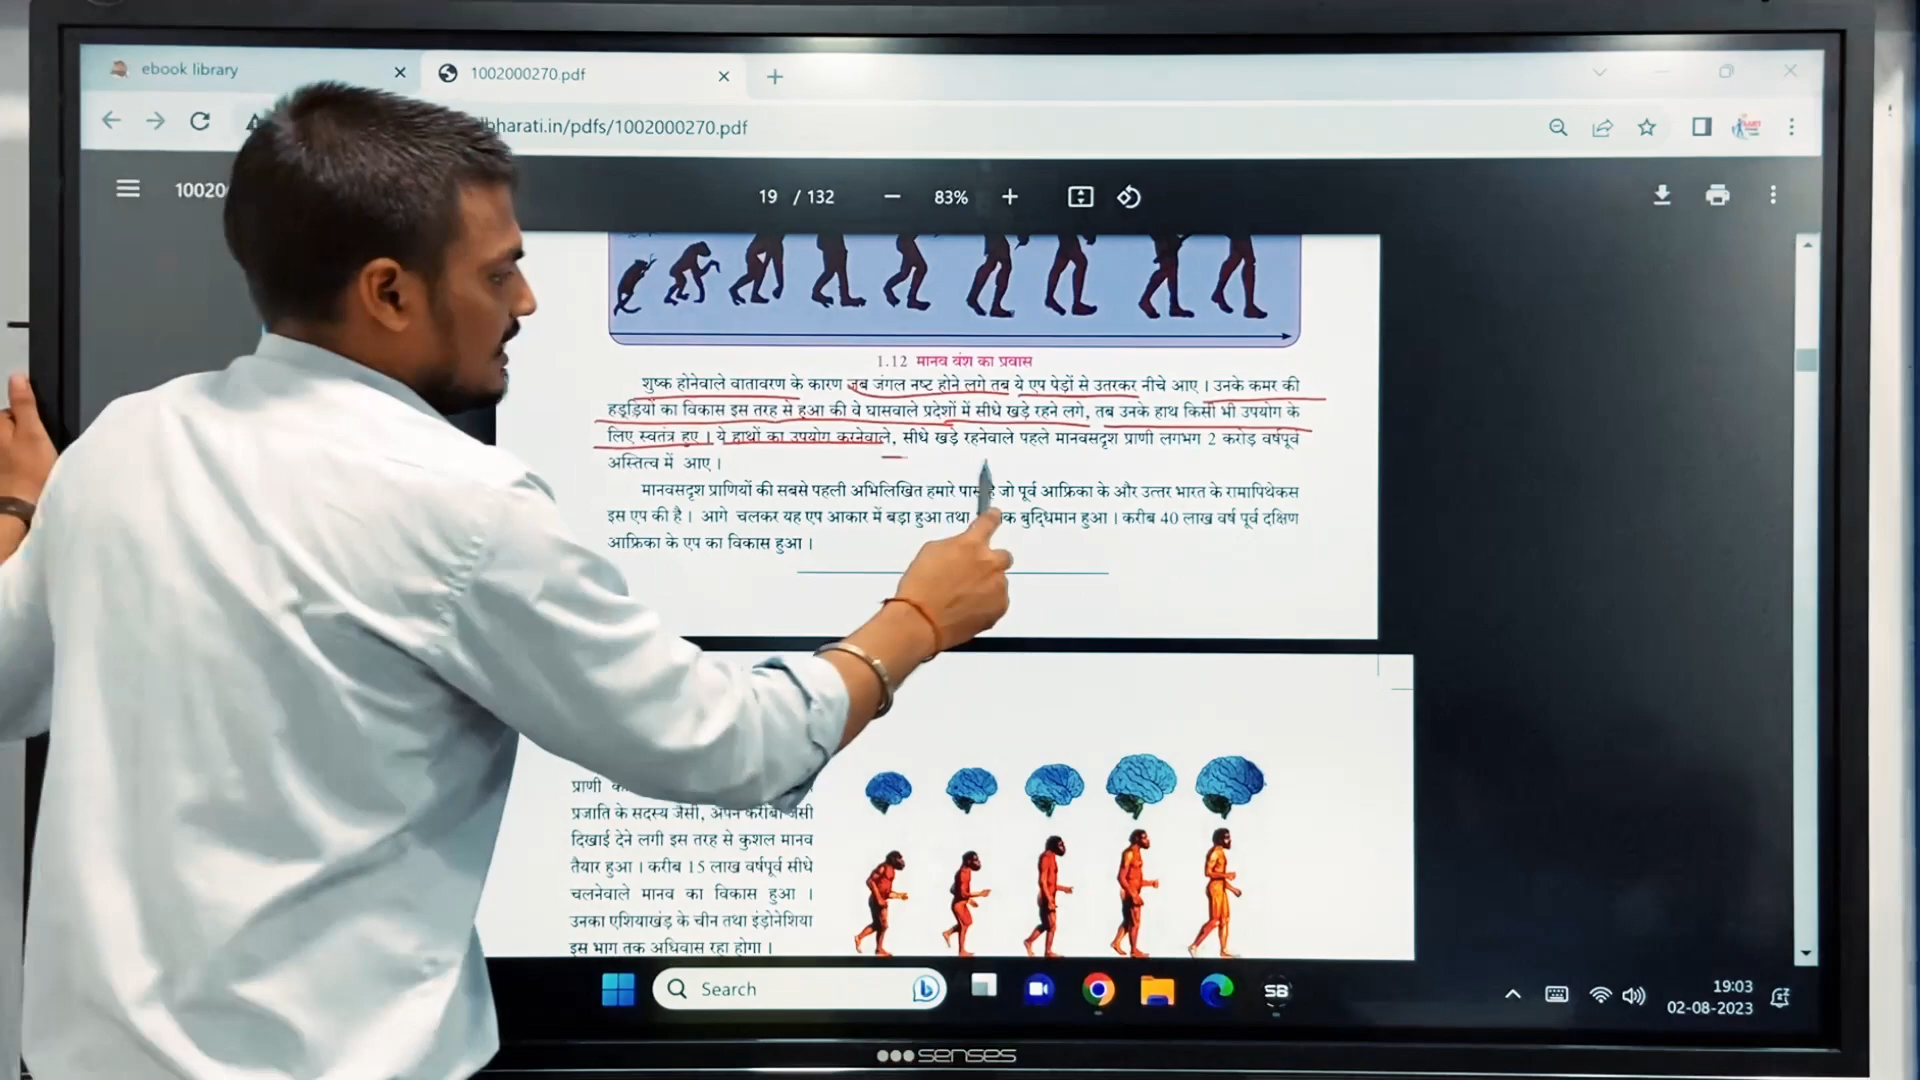 ebook library
1002000270.pdf
bharati.in/pdfs/1002000270.pdf
10020
19 / 132
83%
1.12 मानव वंश का प्रवास
शुष्क होनेवाले वातावरण के कारण जब जंगल नष्ट होने लगे तब ये एप पेड़ों से उतरकर नीचे आए । उनके कमर की
हड्‌डियों का विकास इस तरह से हुआ की वे घासवाले प्रदेशों में सीधे खड़े रहने लगे, तब उनके हाथ किसी भी उपयोग के
लिए स्वतंत्र हुए । ये हाथों का उपयोग करनेवाले, सीधे खड़े रहनेवाले पहले मानवसदृश प्राणी लगभग 2 करोड़ वर्षपूर्व
अस्तित्व में आए ।
मानवसदृश प्राणियों की सबसे पहली अभिलिखित हमारे पास है जो पूर्व आफ्रिका के और उत्तर भारत के रामापिथेकस
इस एप की है । आगे चलकर यह एप आकार में बड़ा हुआ तथा बुद्‌धिमान हुआ । करीब 40 लाख वर्ष पूर्व दक्षिण
आफ्रिका के एप का विकास हुआ ।
प्राणी
प्रजाति के सदस्य जैसी, अपने करीबी जैसी
दिखाई देने लगी इस तरह से कुशल मानव
तैयार हुआ । करीब 15 लाख वर्षपूर्व सीधे
चलनेवाले मानव का विकास हुआ ।
उनका एशियाखंड के चीन तथा इंडोनेशिया
इस भाग तक अधिवास रहा होगा ।
Search
SB
19:03
02-08-2023
senses